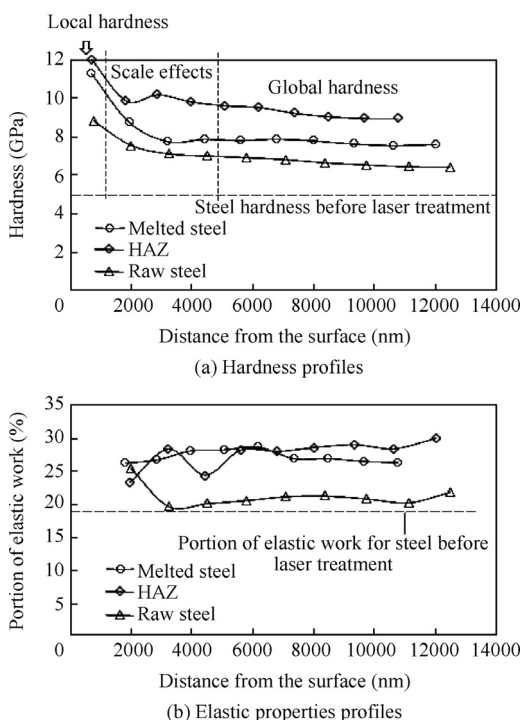 Local hardness
12
Scale effects
Global hardness
10
8
6
Steel hardness before laser treatment
4
Melted steel
HAZ
2
Raw steel
0
2000
4000
6000
8000
10000
12000
14000
Hardness (GPa)
Distance from the surface (nm)
(a) Hardness profiles
35
30
25
20
15
10
5
0
Portion of elastic work for steel before
laser treatment
Melted steel
HAZ
Raw steel
2000
4000
6000
8000
10000
12000
14000
Portion of elastic work (%)
Distance from the surface (nm)
(b) Elastic properties profiles